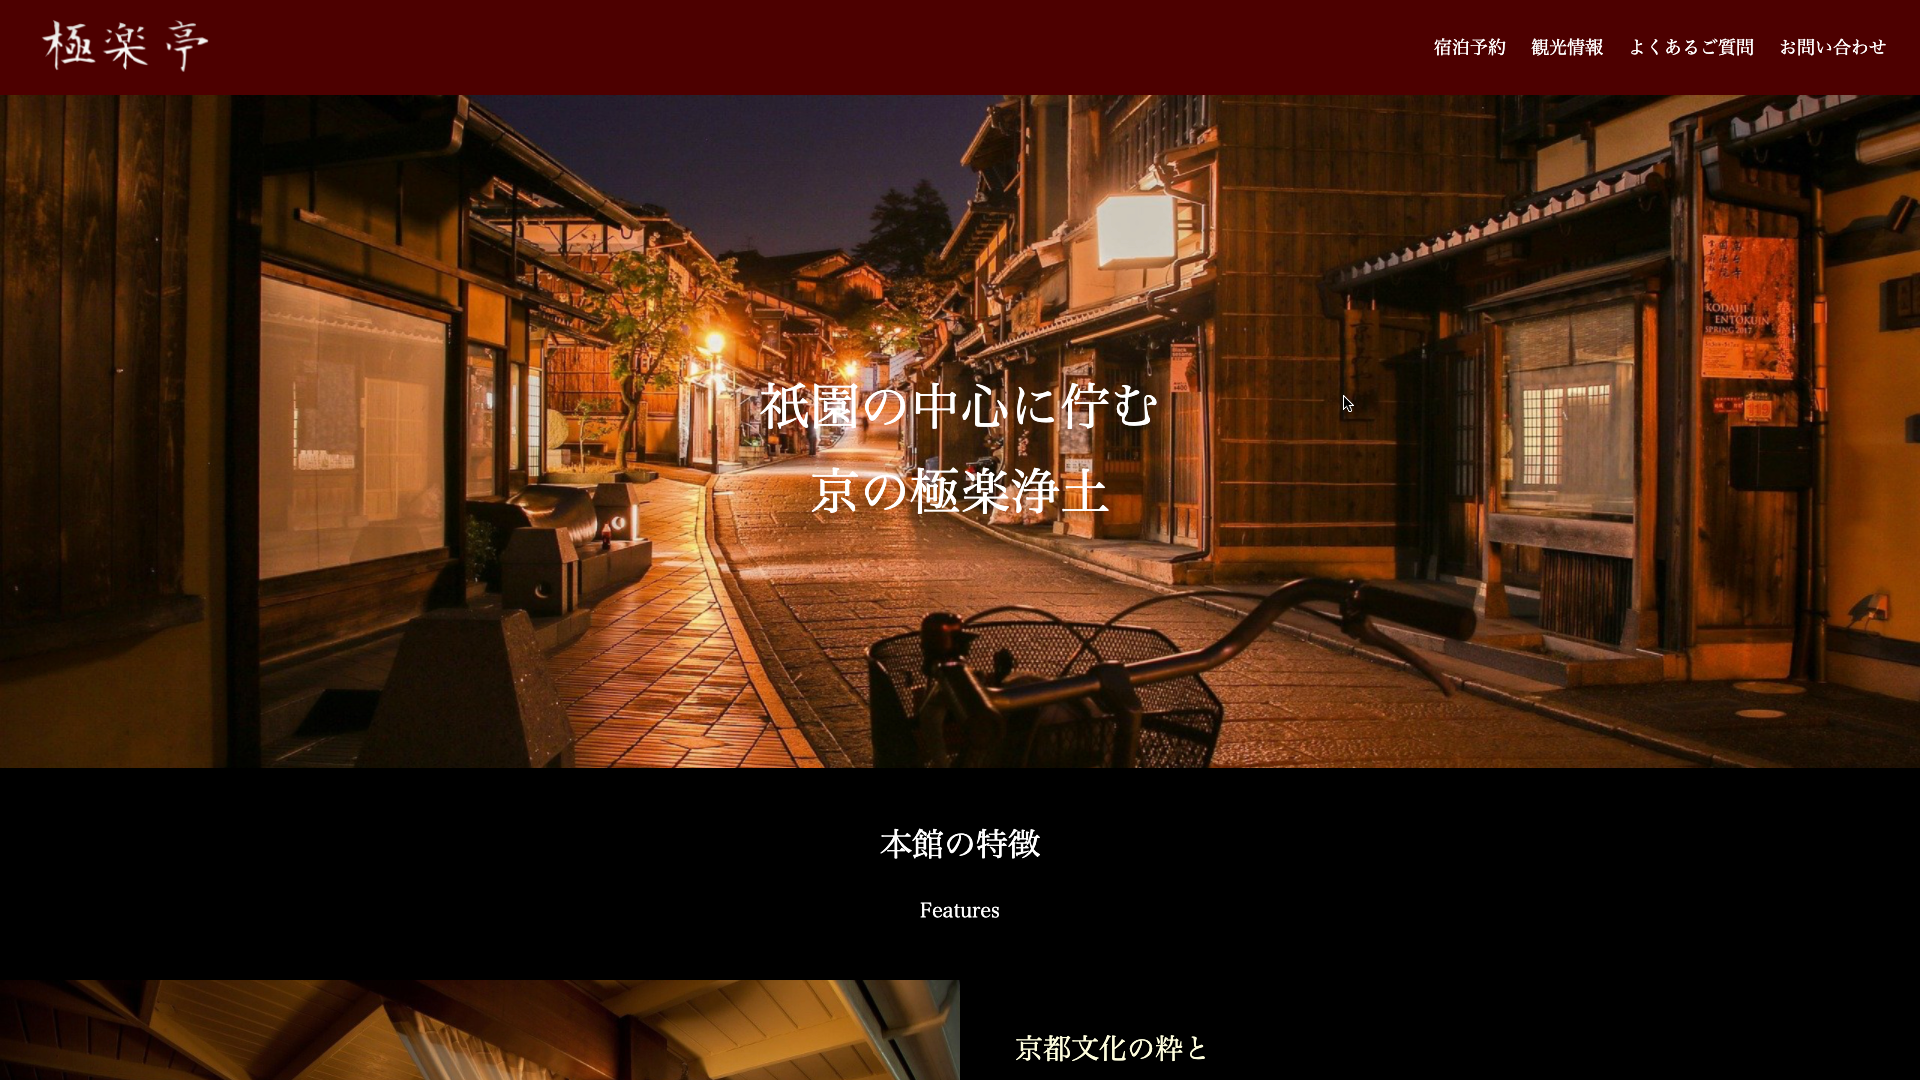 極楽亭
宿泊予約 観光情報 よくあるご質問 お問い合わせ
KODAIJI
ENTOKUIN
SPRING 2017
祇園の中心に佇む
京の極楽浄土
本館の特徴
Features
京都文化の粋と